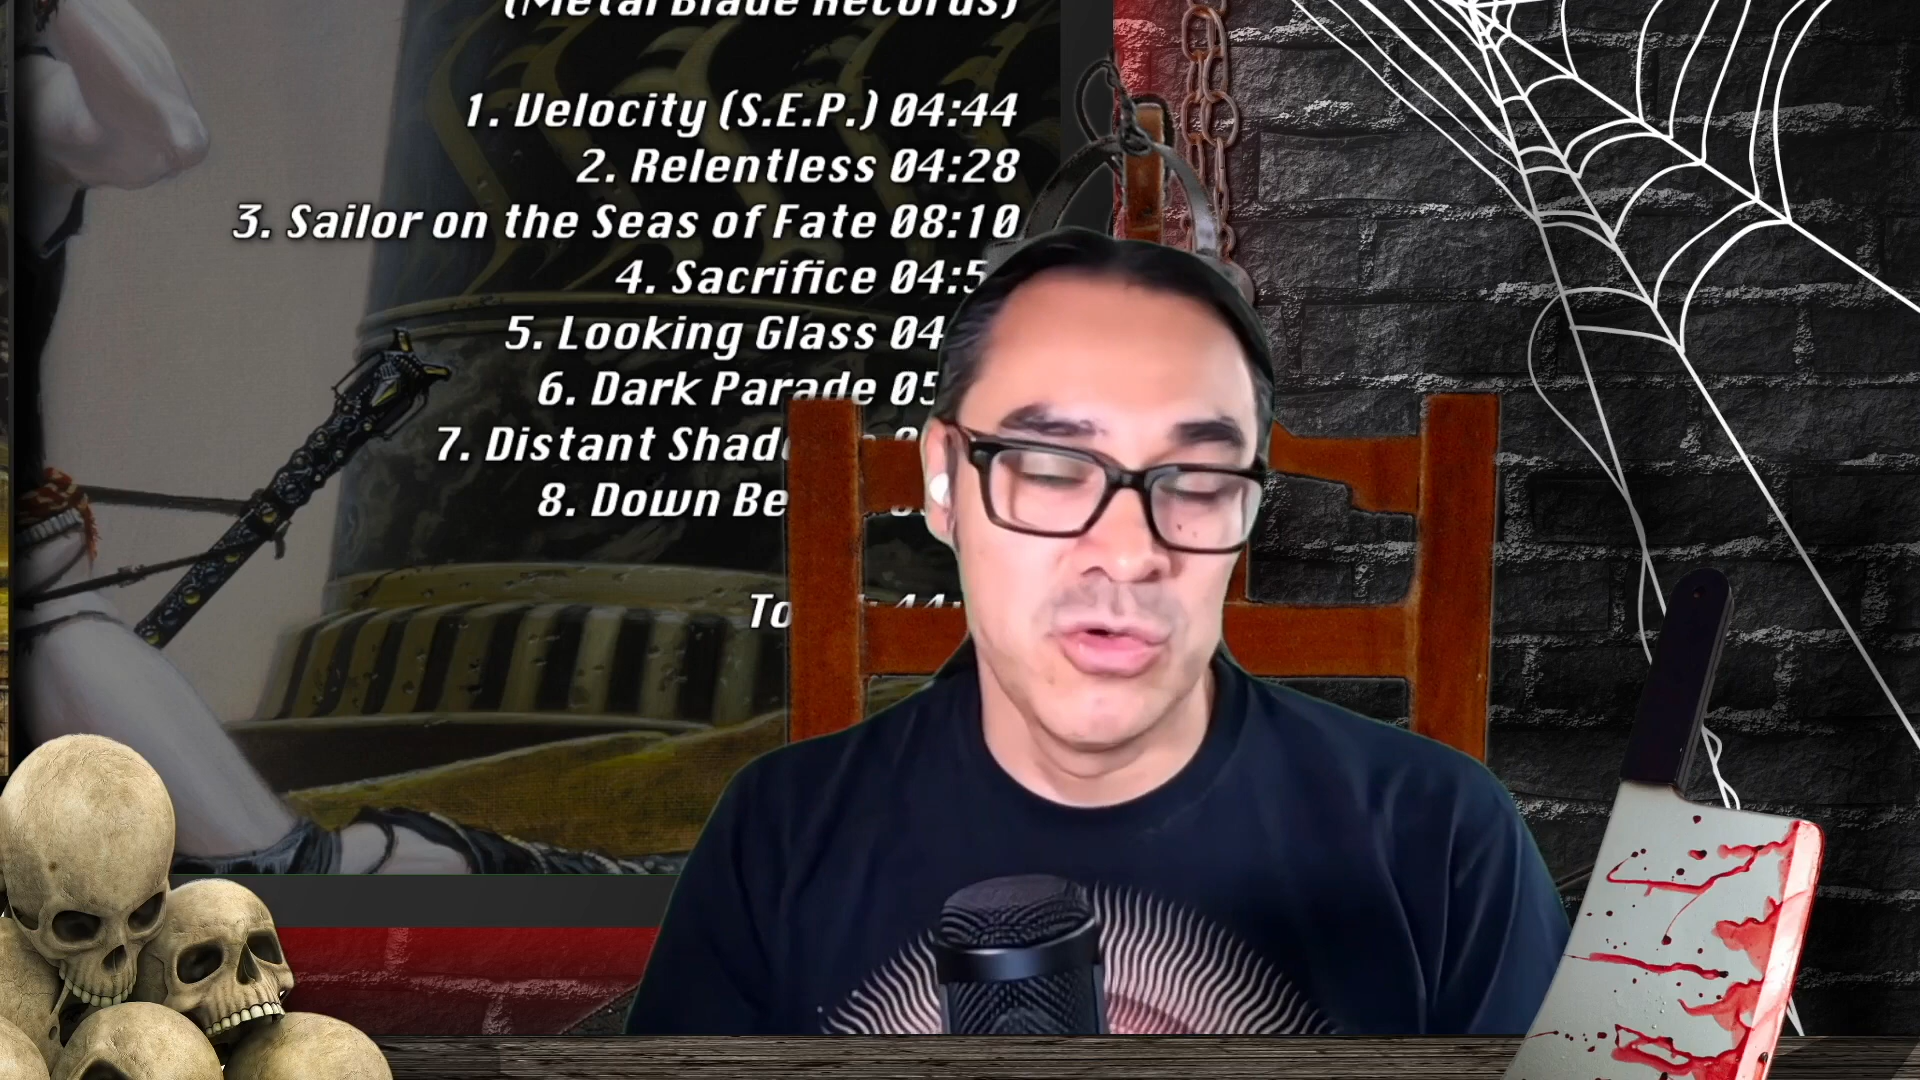 (Metal Blade Records)
1. Velocity (S.E.P.) 04:44
2. Relentless 04:28
3. Sailor on the Seas of Fate 08:10
4. Sacrifice
5. Looking Glass
6. Dark Parade
7. Distant
8. Down